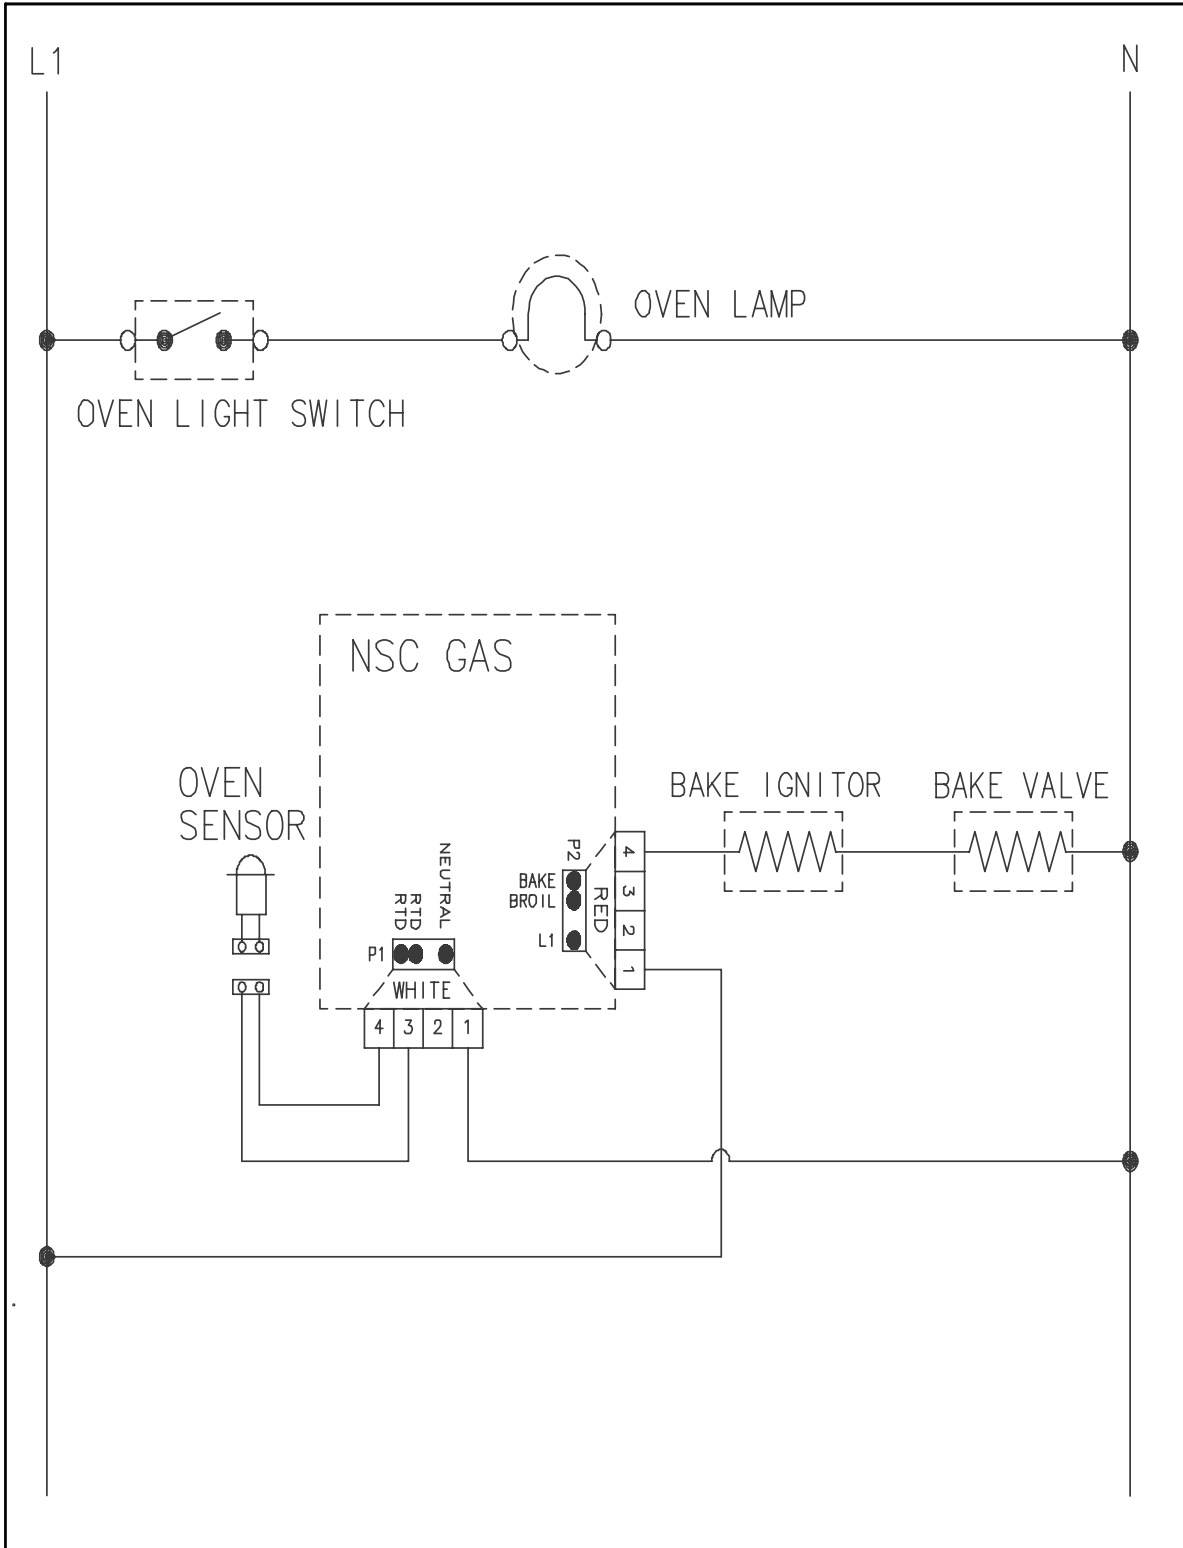 L1
N
OVEN LAMP
OVEN LIGHT SWITCH
NSC GAS
OVEN
SENSOR
BAKE IGNITOR
BAKE VALVE
P2
BAKE
BROIL
L1
RED
4
3
2
1
RTD
RTD
NEUTRAL
P1
WHITE
4 3 2 1